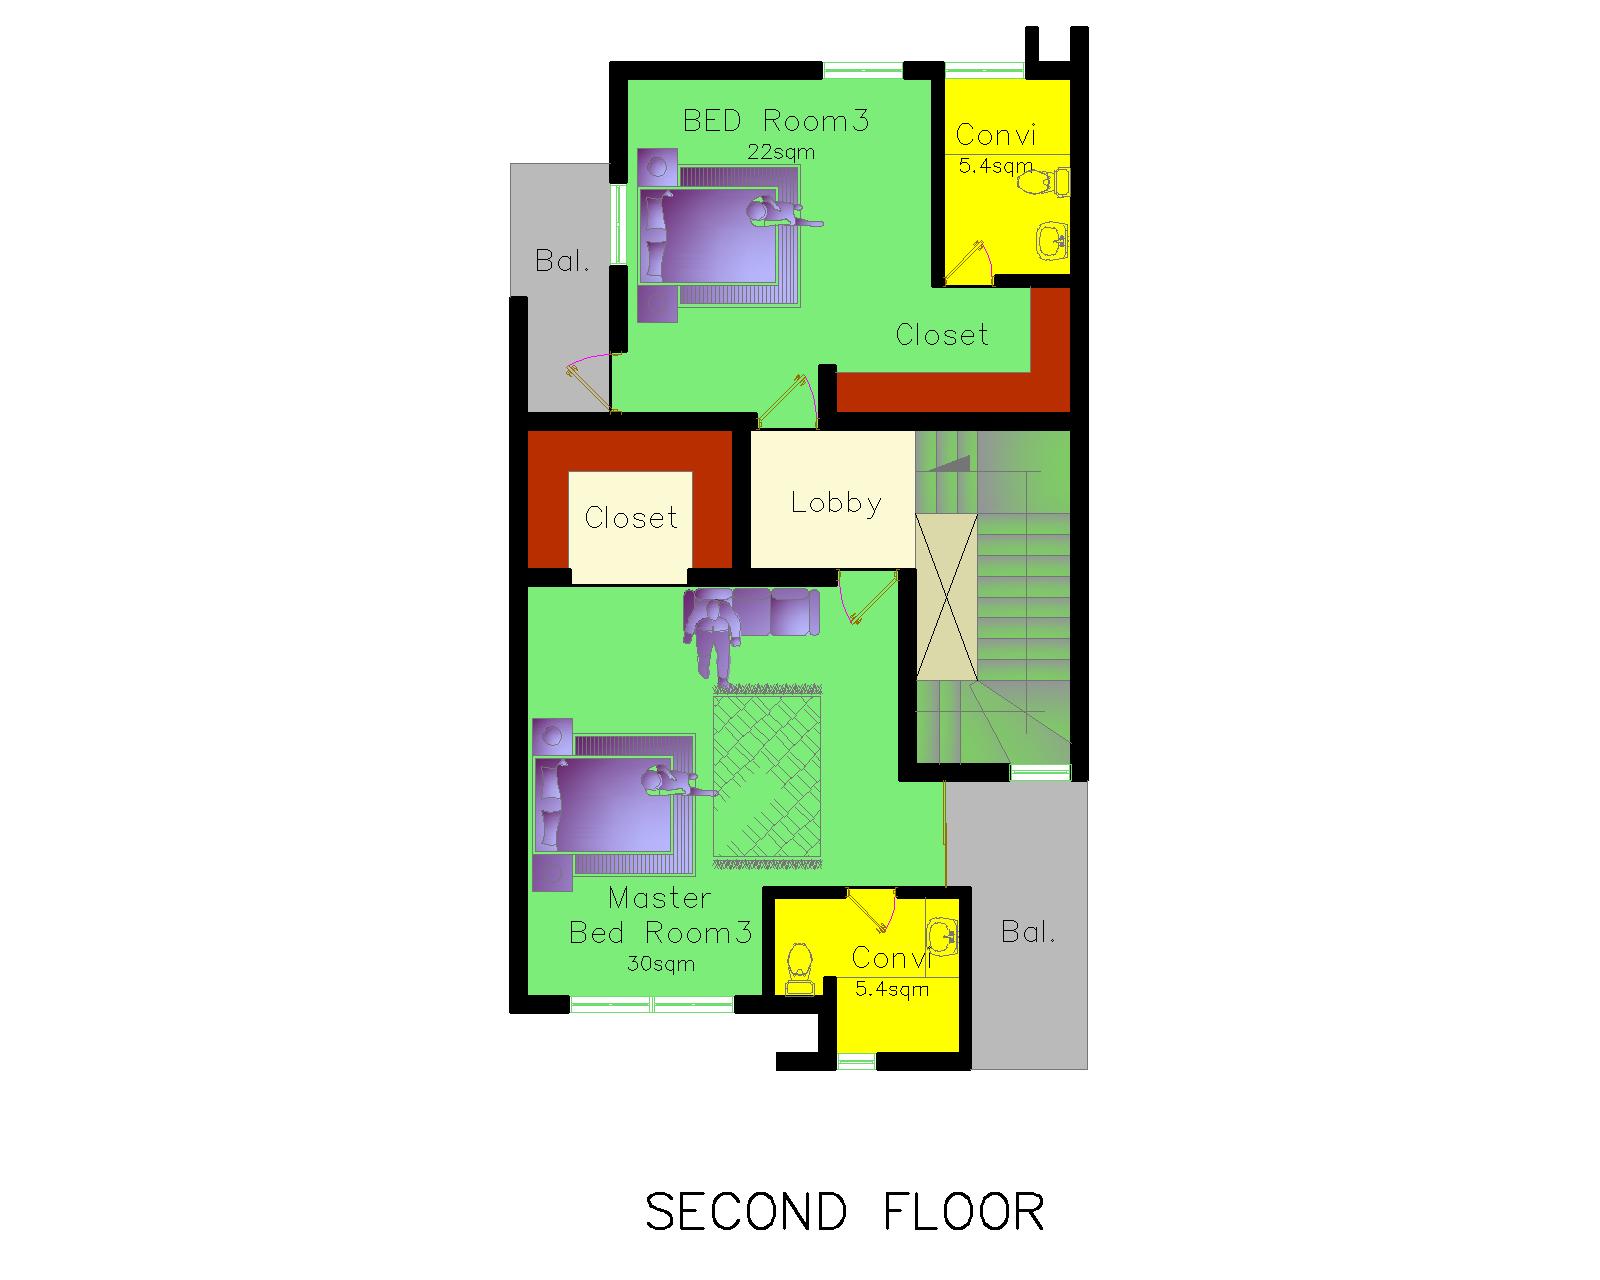 BED Room3
22sqm
Convi
5.4sqm
Bal.
Closet
Closet
Lobby
Master
Bed Room3
30sqm
Convi
5.4sqm
Bal.
SECOND FLOOR